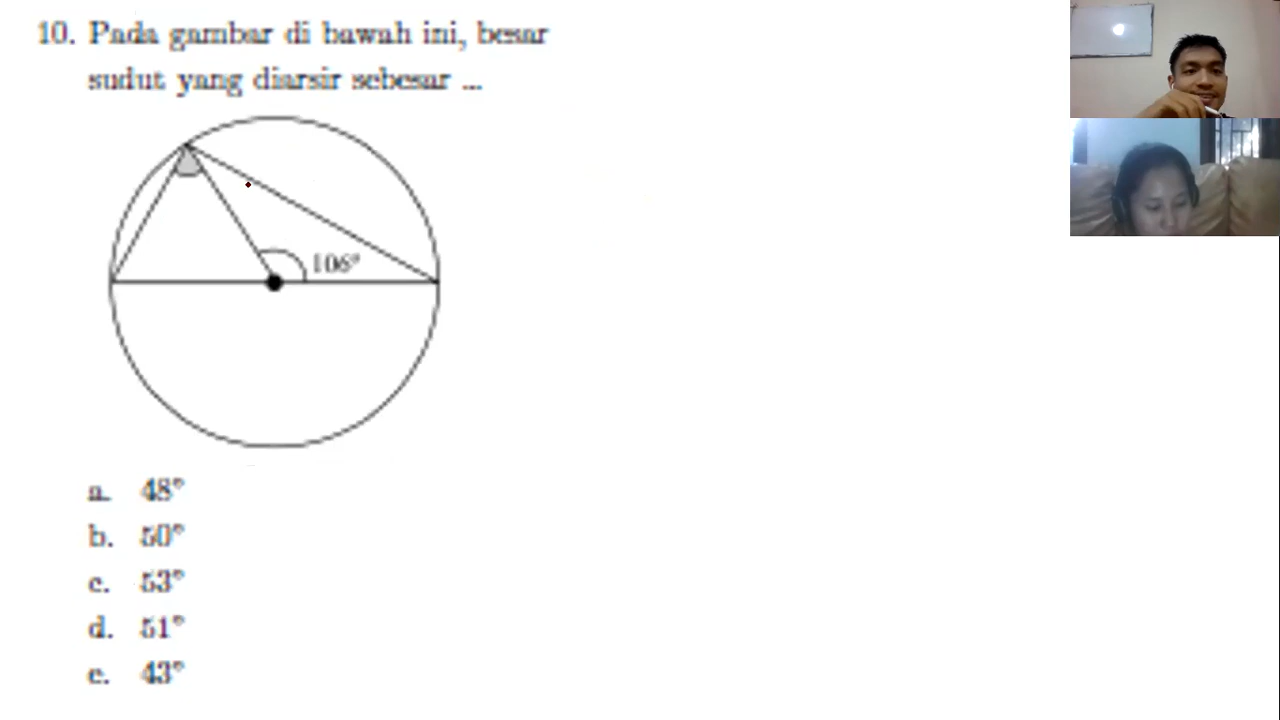 10. Pada gambar di bawah ini, besar
sudut yang diarsir sebesar ...
106°
a. 48°
b. 50°
c. 53°
d. 51°
e. 43°